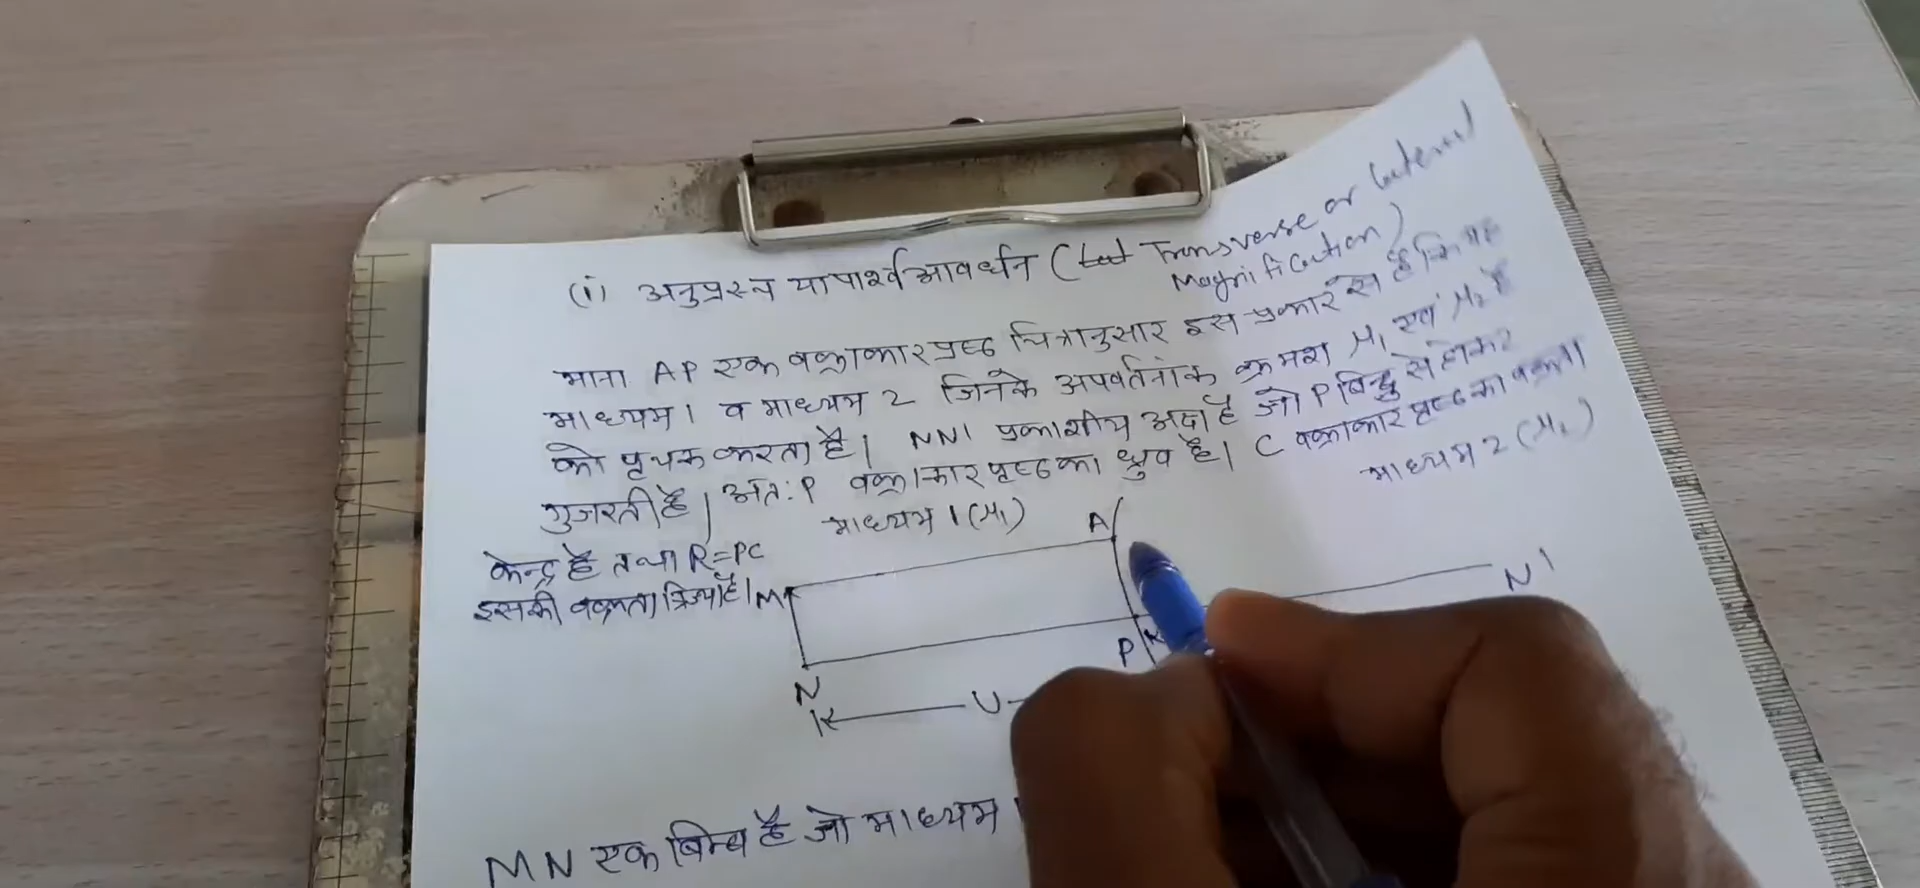 (i) अनुप्रस्त या पार्श्व आवर्धन ( Transverse or lateral
Magnification)
माना AP एक वक्राकार पृष्ठ चित्रानुसार इस प्रकार से है कि यह
माध्यम 1 व माध्यम 2 जिनके अपवर्तनांक क्रमश μ₁ एवं μ₂ है
को पृथक करता है। NN' प्रकाशीय अक्ष है जो P बिन्दु से होकर
गुजरती है। अतः P वक्राकार पृष्ठ का ध्रुव है। C वक्राकार पृष्ठ का वक्रता
केन्द्र है तथा R=PC
इसकी वक्रता त्रिज्या है।
माध्यम 1 (μ₁)
माध्यम 2 (μ₂)
A
M
N'
P
N
U
MN एक बिम्ब है जो माध्यम